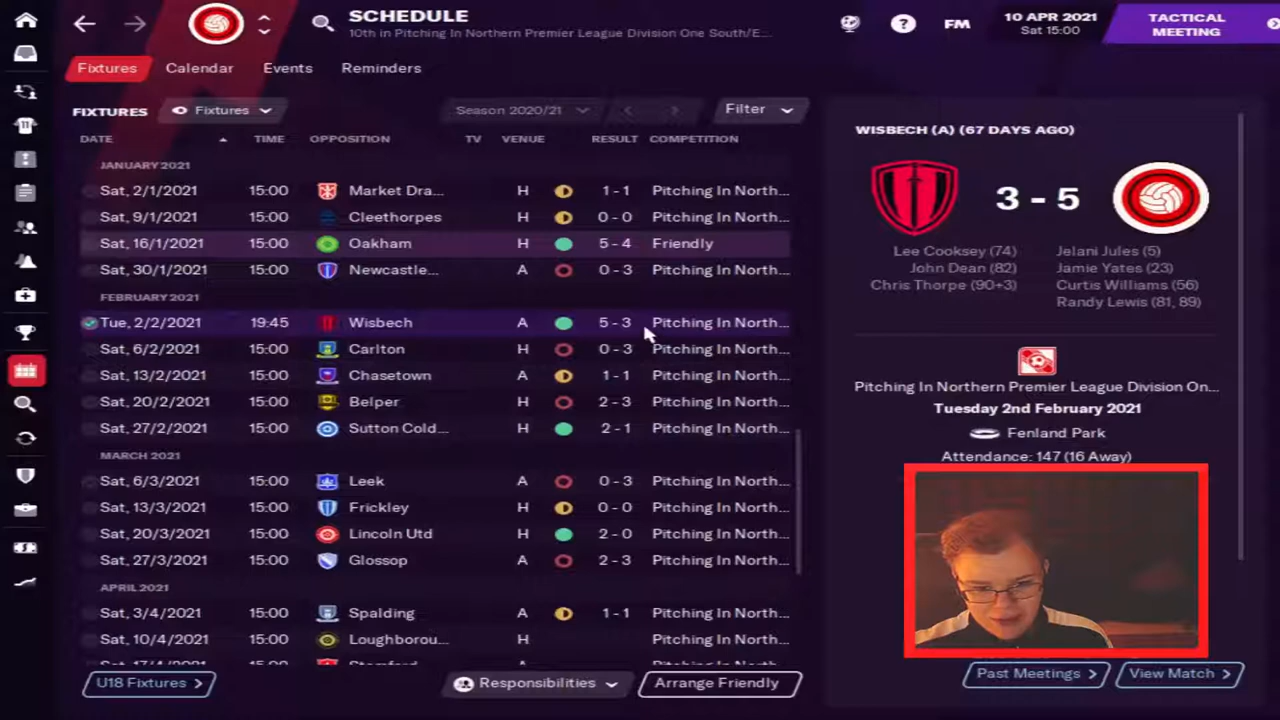 SCHEDULE
10th in Pitching In Northern Premier League Division One South/E...
FM
10 APR 2021
Sat 15:00
TACTICAL
MEETING
Fixtures
Calendar
Events
Reminders
FIXTURES
Fixtures
Season 2020/21
Filter
DATE TIME OPPOSITION TV VENUE RESULT COMPETITION
JANUARY 2021
Sat, 2/1/2021 15:00 Market Dra... H 1 - 1 Pitching In North...
Sat, 9/1/2021 15:00 Cleethorpes H 0 - 0 Pitching In North...
Sat, 16/1/2021 15:00 Oakham H 5 - 4 Friendly
Sat, 30/1/2021 15:00 Newcastle... A 0 - 3 Pitching In North...
FEBRUARY 2021
Tue, 2/2/2021 19:45 Wisbech A 5 - 3 Pitching In North...
Sat, 6/2/2021 15:00 Carlton H 0 - 3 Pitching In North...
Sat, 13/2/2021 15:00 Chasetown A 1 - 1 Pitching In North...
Sat, 20/2/2021 15:00 Belper H 2 - 3 Pitching In North...
Sat, 27/2/2021 15:00 Sutton Cold... H 2 - 1 Pitching In North...
MARCH 2021
Sat, 6/3/2021 15:00 Leek A 0 - 3 Pitching In North...
Sat, 13/3/2021 15:00 Frickley H 0 - 0 Pitching In North...
Sat, 20/3/2021 15:00 Lincoln Utd H 2 - 0 Pitching In North...
Sat, 27/3/2021 15:00 Glossop A 2 - 3 Pitching In North...
APRIL 2021
Sat, 3/4/2021 15:00 Spalding A 1 - 1 Pitching In North...
Sat, 10/4/2021 15:00 Loughborou... H Pitching In North...
U18 Fixtures
Responsibilities
Arrange Friendly
WISBECH (A) (67 DAYS AGO)
3 - 5
Lee Cooksey (74)
John Dean (82)
Chris Thorpe (90+3)
Jelani Jules (5)
Jamie Yates (23)
Curtis Williams (56)
Randy Lewis (81, 89)
Pitching In Northern Premier League Division On...
Tuesday 2nd February 2021
Fenland Park
Attendance: 147 (16 Away)
Past Meetings
View Match